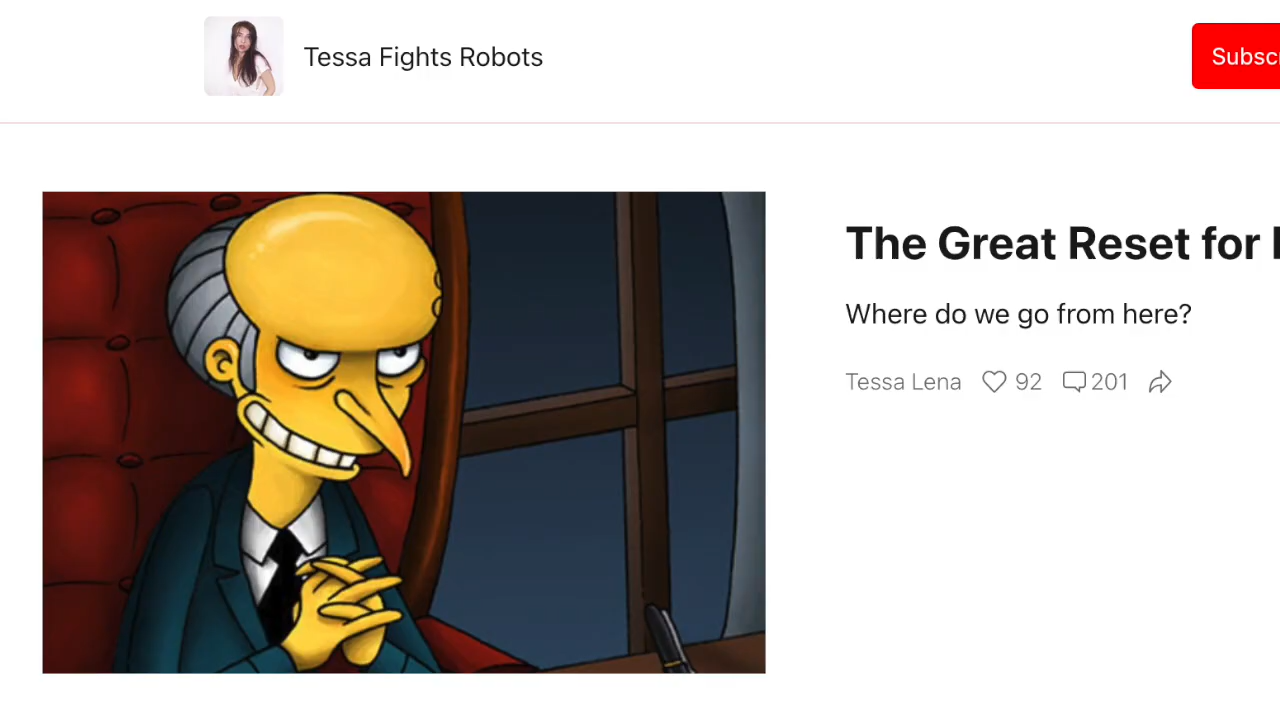 Tessa Fights Robots
Subsc
The Great Reset for
Where do we go from here?
Tessa Lena 92 201